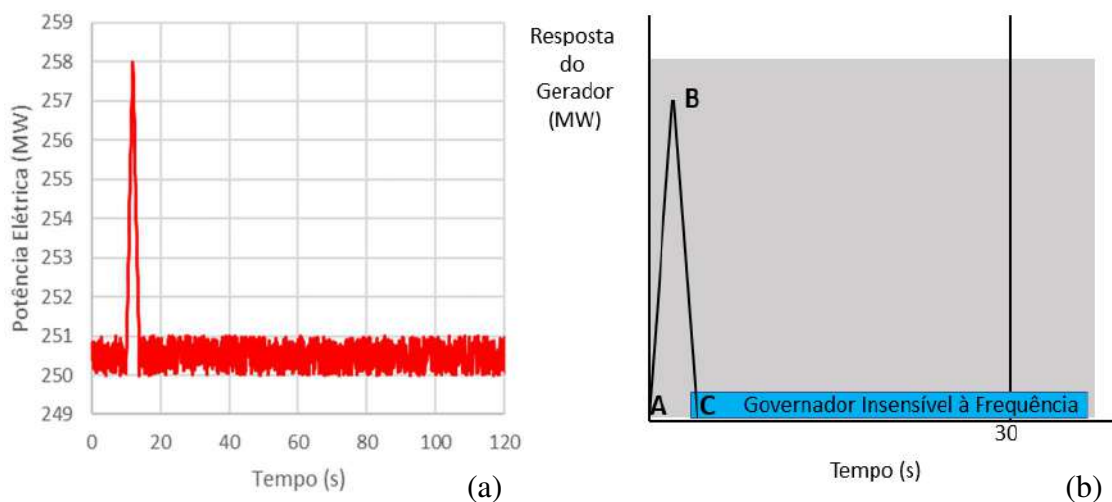 259
258
257
256
255
254
253
252
251
250
249
Potência Elétrica (MW)
0
20
40
60
80
100
120
Tempo (s)
(a)
Resposta
do
Gerador
(MW)
B
A
C
Governador Insensível à Frequência
30
Tempo (s)
(b)